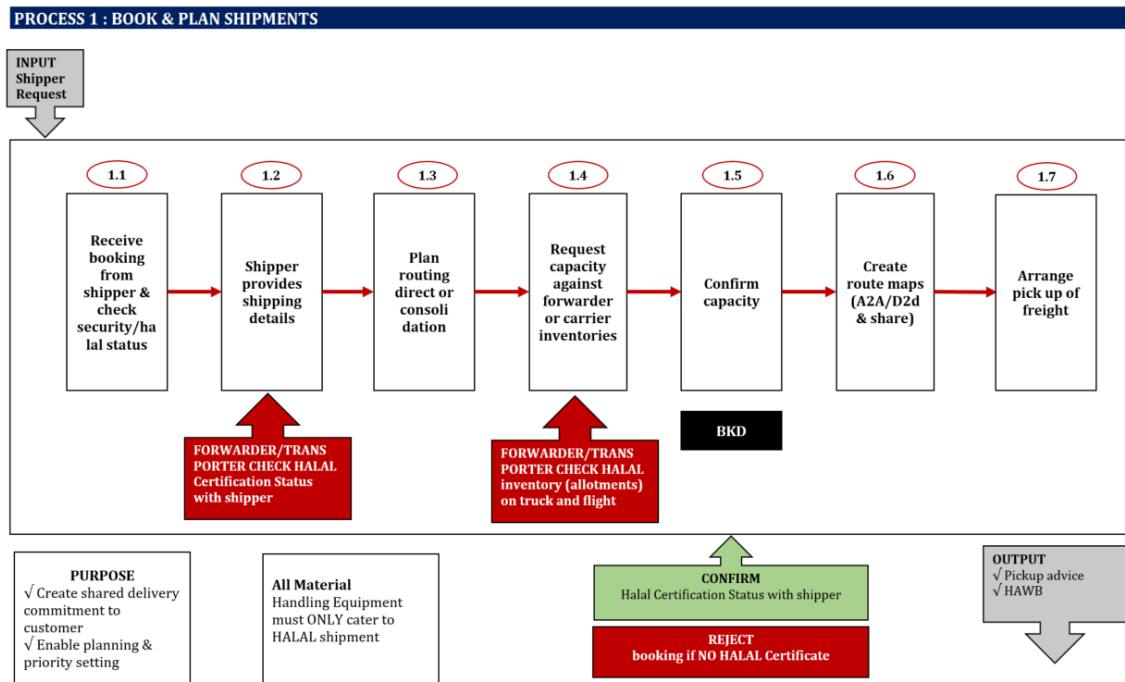 PROCESS 1 : BOOK & PLAN SHIPMENTS
INPUT
Shipper
Request
1.1
1.2
1.3
1.4
1.5
1.6
1.7
Receive
booking
from
shipper &
check
security/ha
lal status
Shipper
provides
shipping
details
Plan
routing
direct or
consoli
dation
Request
capacity
against
forwarder
or carrier
inventories
Confirm
capacity
Create
route maps
(A2A/D2d
& share)
Arrange
pick up of
freight
BKD
FORWARDER/TRANS
PORTER CHECK HALAL
Certification Status
with shipper
FORWARDER/TRANS
PORTER CHECK HALAL
inventory (allotments)
on truck and flight
PURPOSE
√ Create shared delivery
commitment to
customer
√ Enable planning &
priority setting
All Material
Handling Equipment
must ONLY cater to
HALAL shipment
CONFIRM
Halal Certification Status with shipper
REJECT
booking if NO HALAL Certificate
OUTPUT
√ Pickup advice
√ HAWB